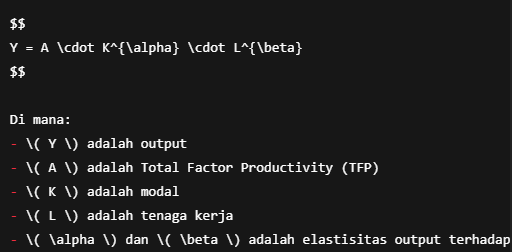 $$
Y = A \cdot K^{\alpha} \cdot L^{\beta}
$$
Di mana:
- \( Y \) adalah output
- \( A \) adalah Total Factor Productivity (TFP)
- \( K \) adalah modal
- \( L \) adalah tenaga kerja
- \( \alpha \) dan \( \beta \) adalah elastisitas output terhadap